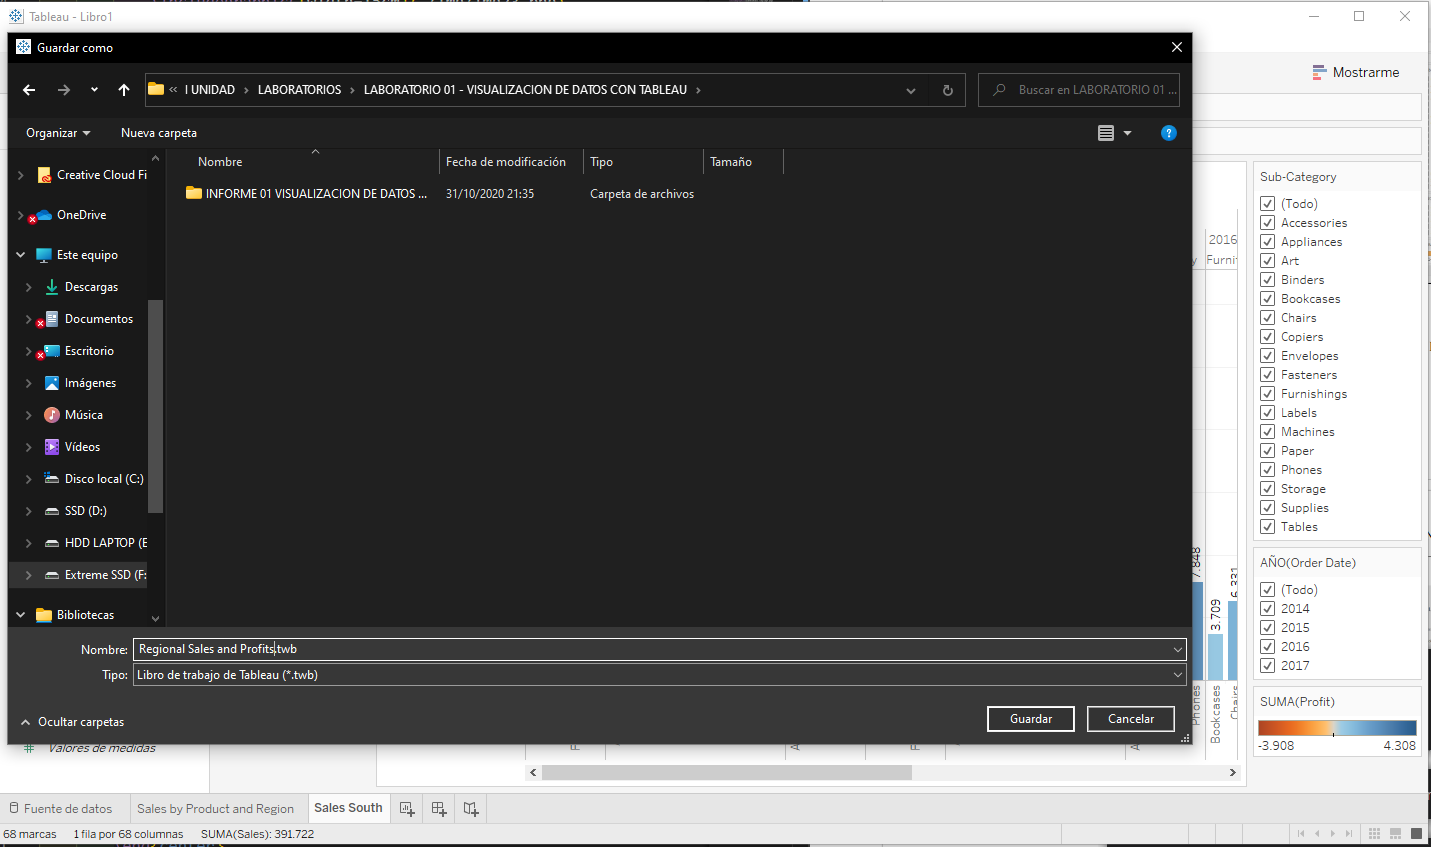 Tableau - Libro1
Guardar como
Mostrarme
« I UNIDAD > LABORATORIOS > LABORATORIO 01 - VISUALIZACION DE DATOS CON TABLEAU >
Buscar en LABORATORIO 01 ...
Organizar
Nueva carpeta
Nombre
Fecha de modificación
Tipo
Tamaño
INFORME 01 VISUALIZACION DE DATOS ...
31/10/2020 21:35
Carpeta de archivos
Creative Cloud Fi
OneDrive
Este equipo
Descargas
Documentos
Escritorio
Imágenes
Música
Vídeos
Disco local (C:)
SSD (D:)
HDD LAPTOP (E
Extreme SSD (F:
Bibliotecas
Nombre:
Regional Sales and Profits.twb
Tipo:
Libro de trabajo de Tableau (*.twb)
Ocultar carpetas
Guardar
Cancelar
Valores de medidas
2016
y
Furnit
7.848
3.709
6.331
Phones
Bookcases
Chairs
Sub-Category
(Todo)
Accessories
Appliances
Art
Binders
Bookcases
Chairs
Copiers
Envelopes
Fasteners
Furnishings
Labels
Machines
Paper
Phones
Storage
Supplies
Tables
AÑO(Order Date)
(Todo)
2014
2015
2016
2017
SUMA(Profit)
-3.908
4.308
Fuente de datos
Sales by Product and Region
Sales South
68 marcas
1 fila por 68 columnas
SUMA(Sales): 391.722